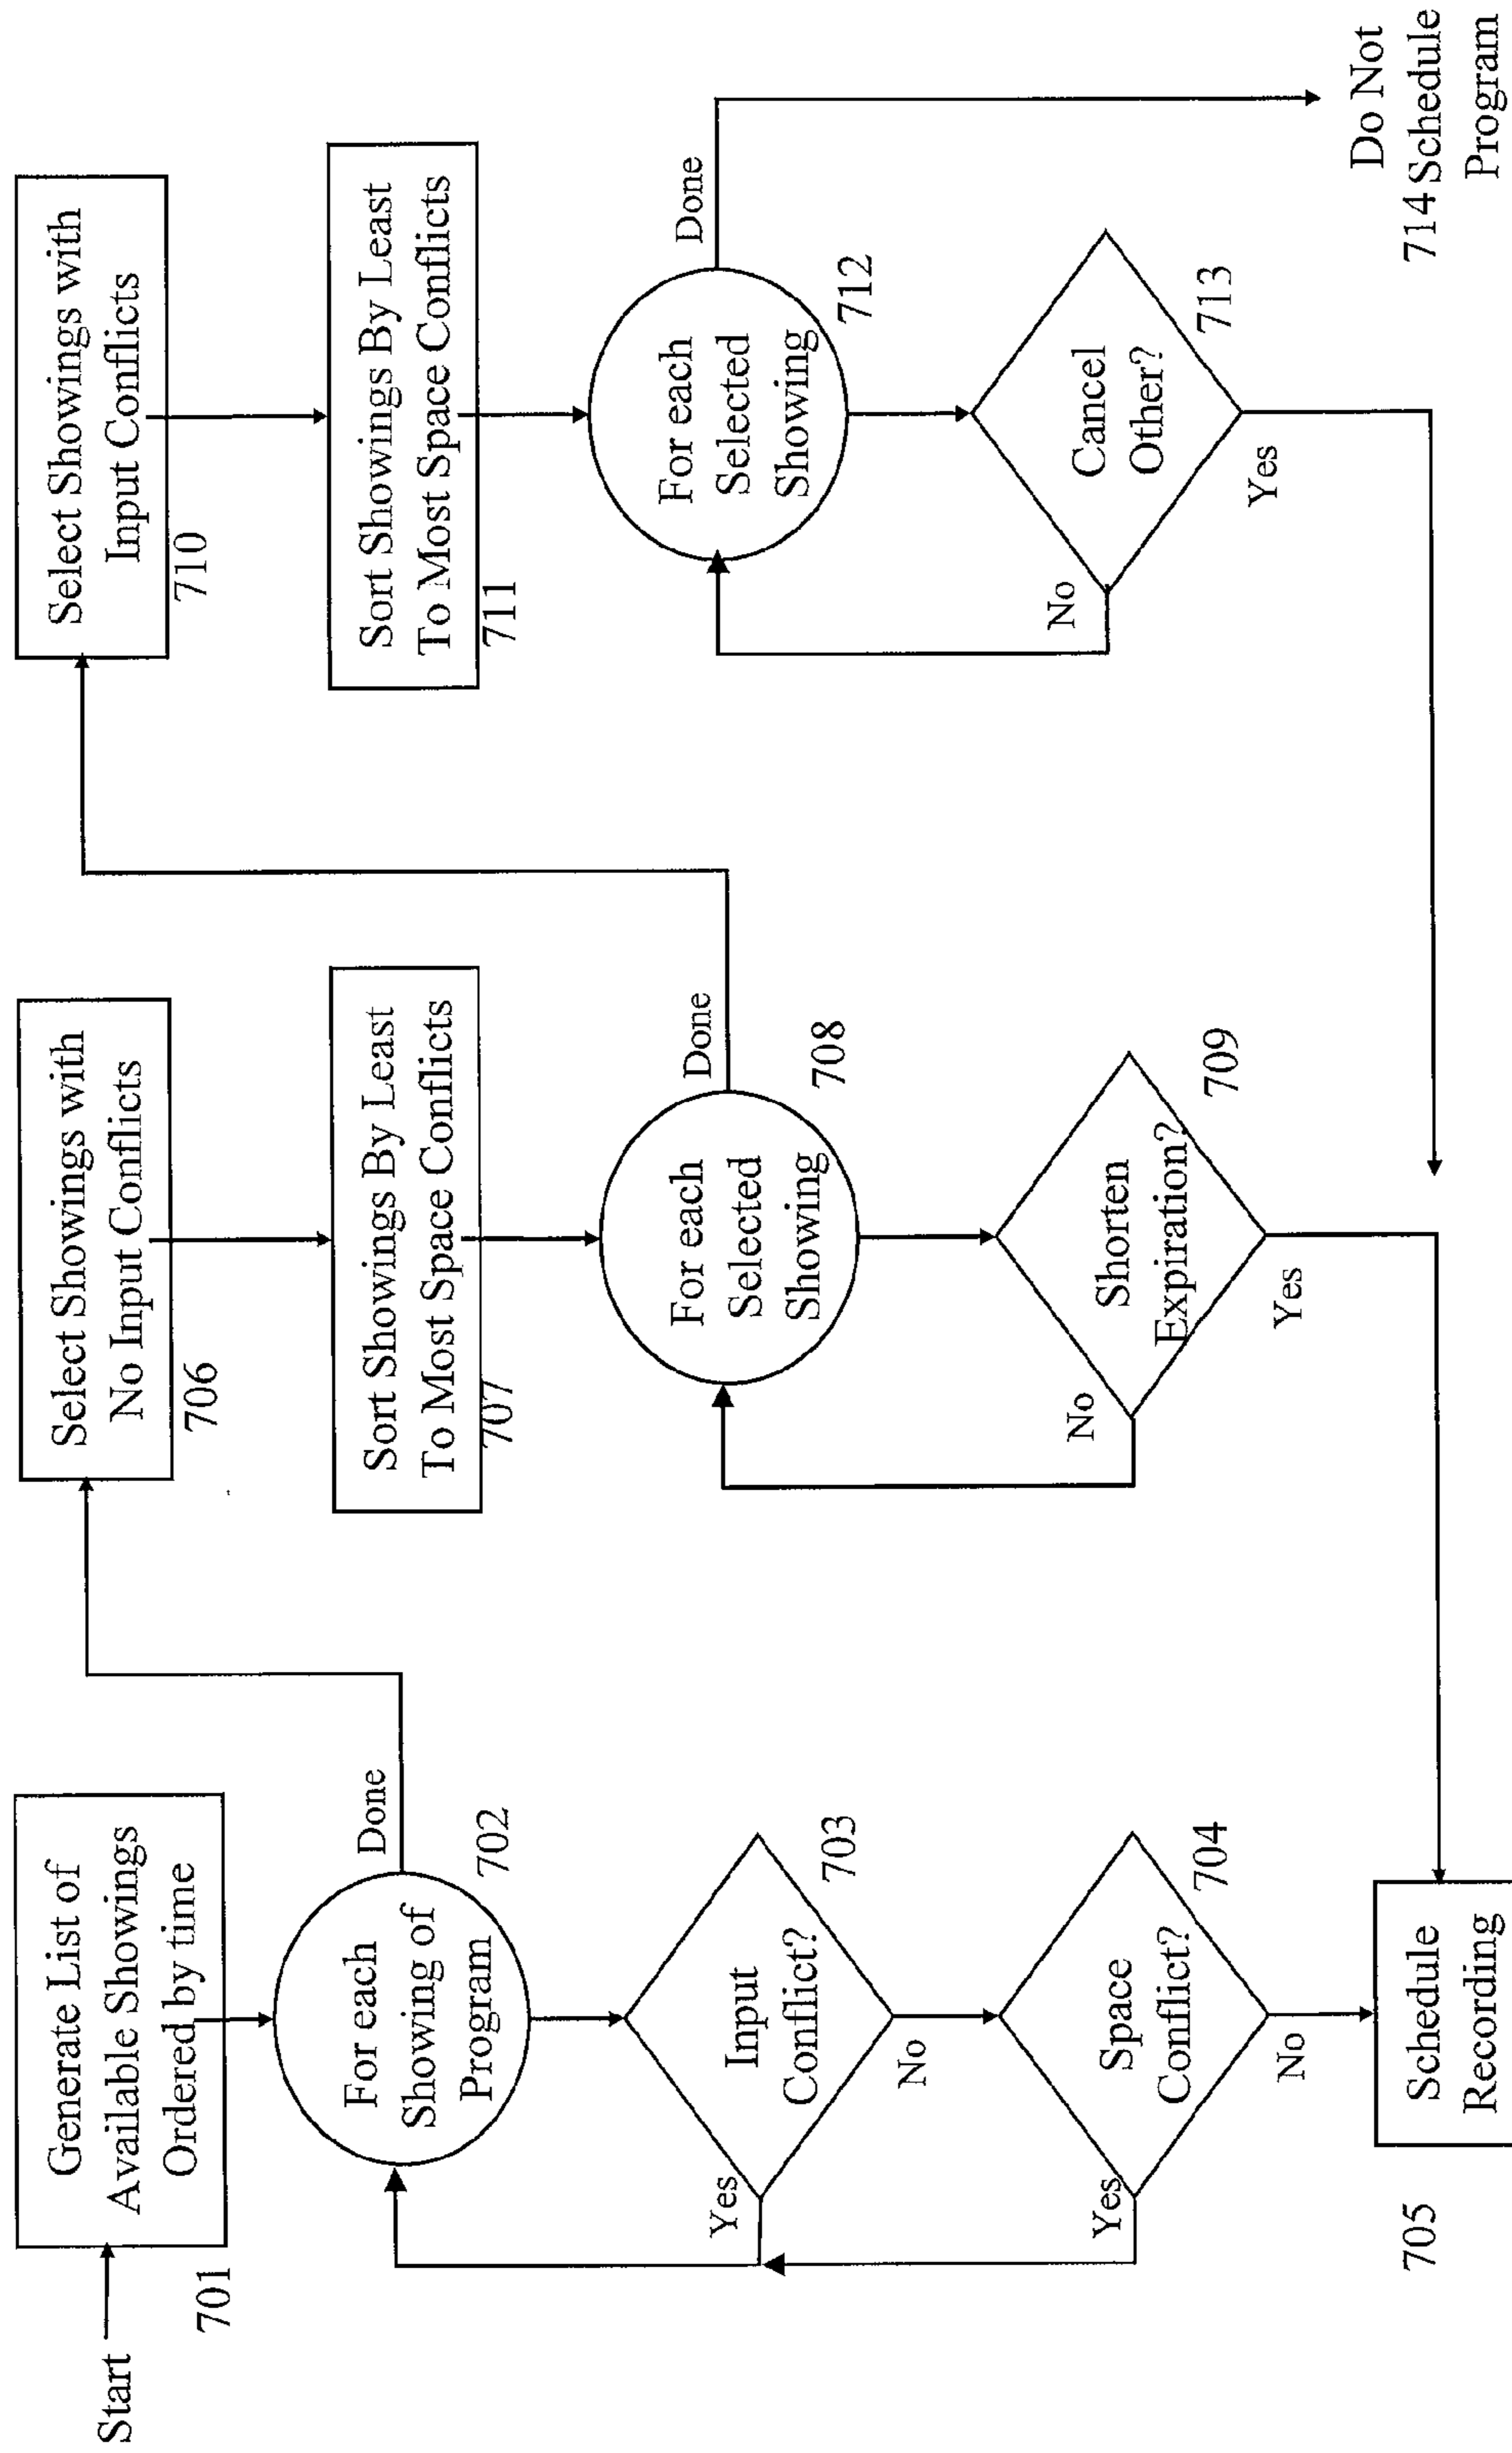 Start
Generate List of
Available Showings
Ordered by time
701
For each
Showing of
Program
Done
702
Input
Conflict?
703
Yes
No
Space
Conflict?
704
Yes
No
Schedule
Recording
705
Select Showings with
No Input Conflicts
706
Sort Showings By Least
To Most Space Conflicts
707
For each
Selected
Showing
Done
708
Shorten
Expiration?
709
No
Yes
Select Showings with
Input Conflicts
710
Sort Showings By Least
To Most Space Conflicts
711
For each
Selected
Showing
Done
712
Cancel
Other?
713
No
Yes
Do Not
714 Schedule
Program